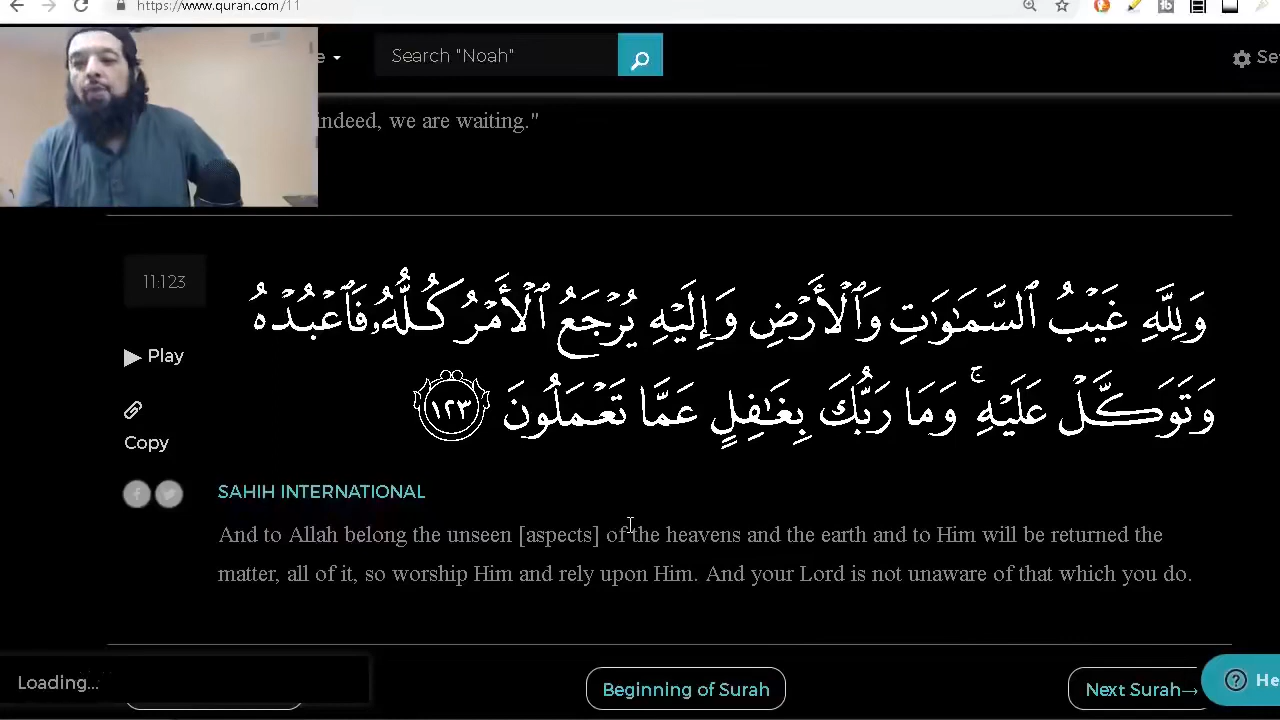 https://www.quran.com/11
e
Search "Noah"
Se
indeed, we are waiting."
11:123
وَلِلَّهِ غَيْبُ ٱلسَّمَـٰوَٰتِ وَٱلْأَرْضِ وَإِلَيْهِ يُرْجَعُ ٱلْأَمْرُ كُلُّهُۥ فَٱعْبُدْهُ
وَتَوَكَّلْ عَلَيْهِ ۚ وَمَا رَبُّكَ بِغَـٰفِلٍ عَمَّا تَعْمَلُونَ ١٢٣
Play
Copy
SAHIH INTERNATIONAL
And to Allah belong the unseen [aspects] of the heavens and the earth and to Him will be returned the
matter, all of it, so worship Him and rely upon Him. And your Lord is not unaware of that which you do.
Loading...
Beginning of Surah
Next Surah→
He